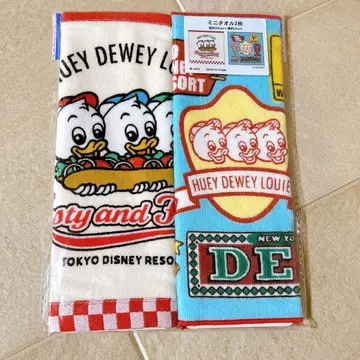 HUEY DEWEY LOUI
sty and
TOKYO DISNEY RESO
ミニタオル2枚
SORT
HUEY DEWEY LOUIE
NEW YO
DE